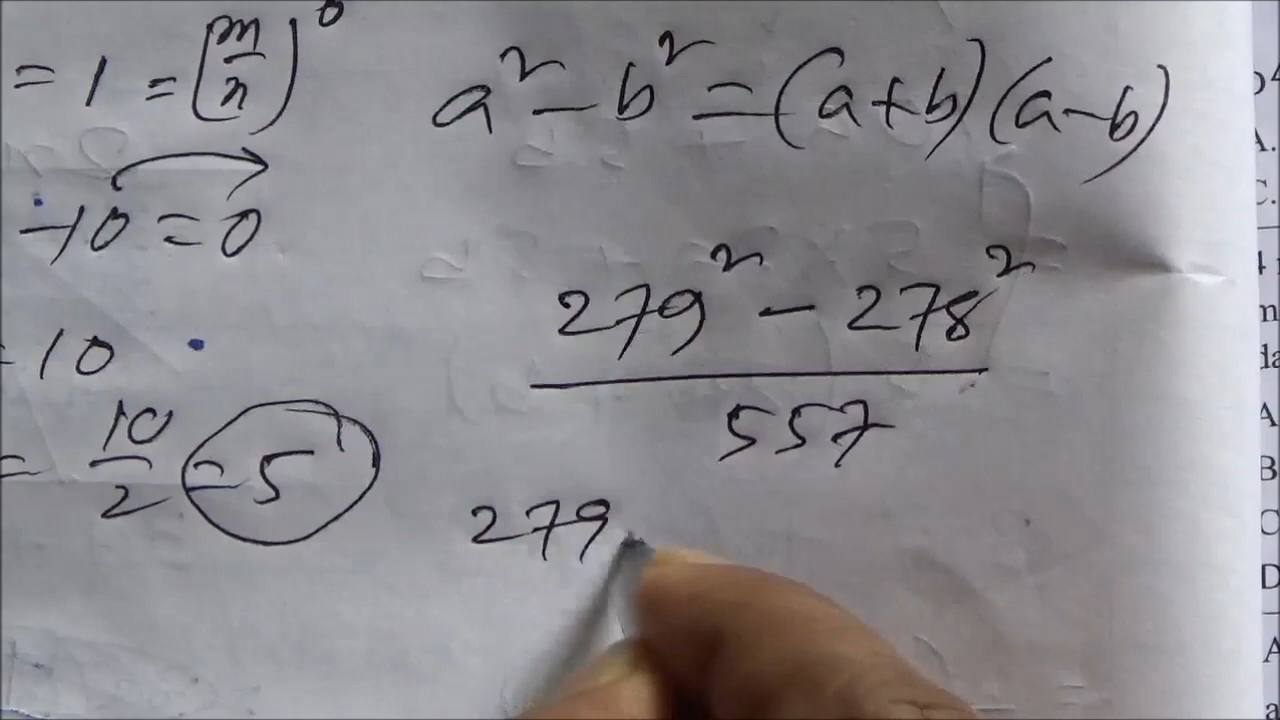 = 1 = (m/n)^0
-10 = 0
10
= 10/2 = 5
a² - b² = (a+b)(a-b)
279² - 278²
557
279
A.
C.
A
B
C
D
A